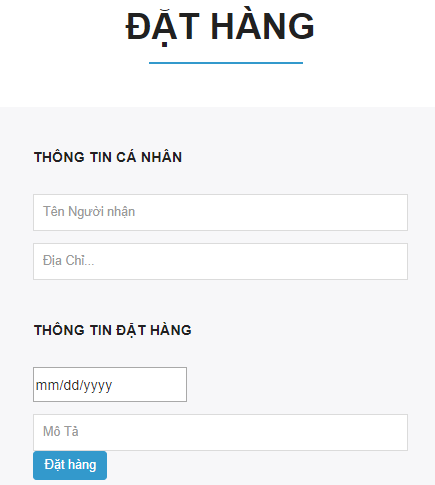 ĐẶT HÀNG
THÔNG TIN CÁ NHÂN
Tên Người nhận
Địa Chỉ...
THÔNG TIN ĐẶT HÀNG
mm/dd/yyyy
Mô Tả
Đặt hàng